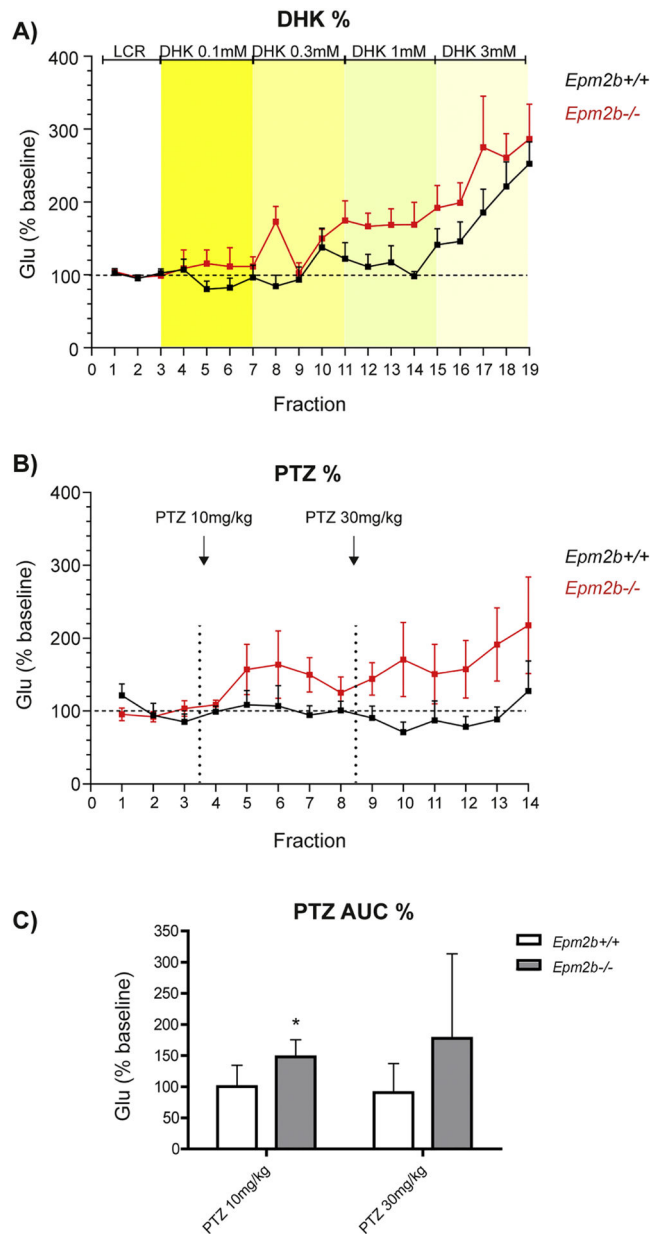 A)
DHK %
LCR DHK 0.1mM DHK 0.3mM DHK 1mM DHK 3mM
Epm2b+/+
Epm2b-/-
400
300
200
100
0
Glu (% baseline)
0 1 2 3 4 5 6 7 8 9 10 11 12 13 14 15 16 17 18 19
Fraction
B)
PTZ %
PTZ 10mg/kg PTZ 30mg/kg
Epm2b+/+
Epm2b-/-
400
300
200
100
0
Glu (% baseline)
0 1 2 3 4 5 6 7 8 9 10 11 12 13 14
Fraction
C)
PTZ AUC %
Epm2b+/+
Epm2b-/-
350
300
250
200
150
100
50
0
Glu (% baseline)
*
PTZ 10mg/kg PTZ 30mg/kg